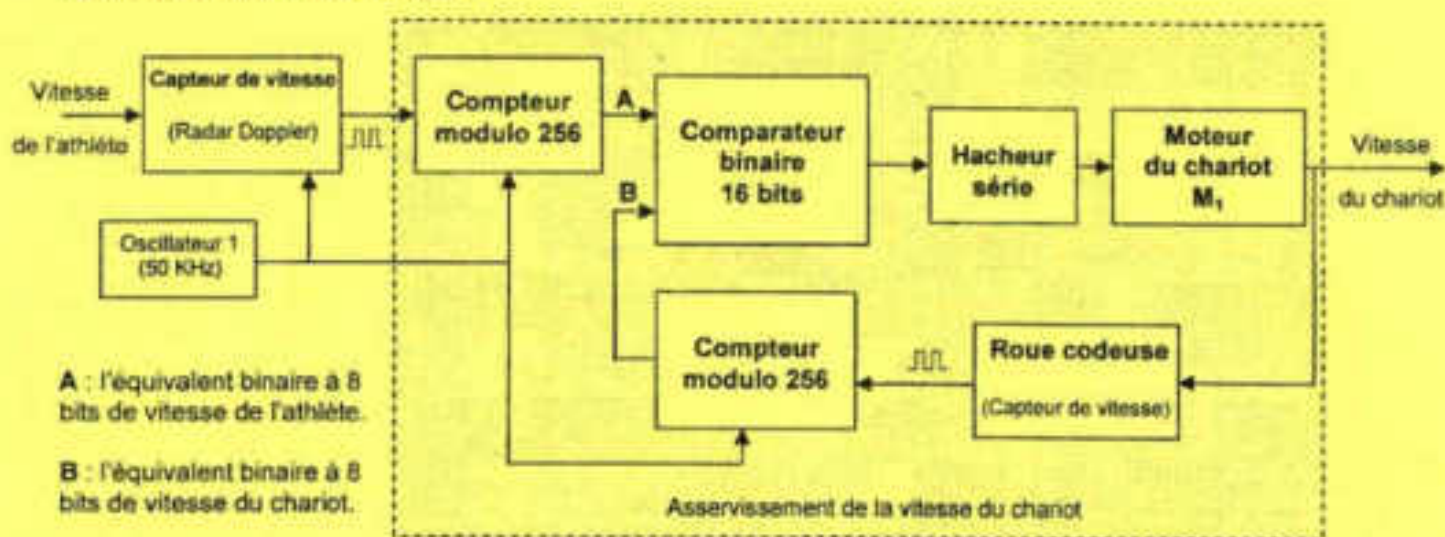 Vitesse
de l'athlète
Capteur de vitesse
(Radar Doppler)
Oscillateur 1
(50 KHz)
Compteur
modulo 256
A
B
Comparateur
binaire
16 bits
Hacheur
série
Moteur
du chariot
M₁
Vitesse
du chariot
Compteur
modulo 256
Roue codeuse
(Capteur de vitesse)
A : l'équivalent binaire à 8
bits de vitesse de l'athlète.
B : l'équivalent binaire à 8
bits de vitesse du chariot.
Asservissement de la vitesse du chariot